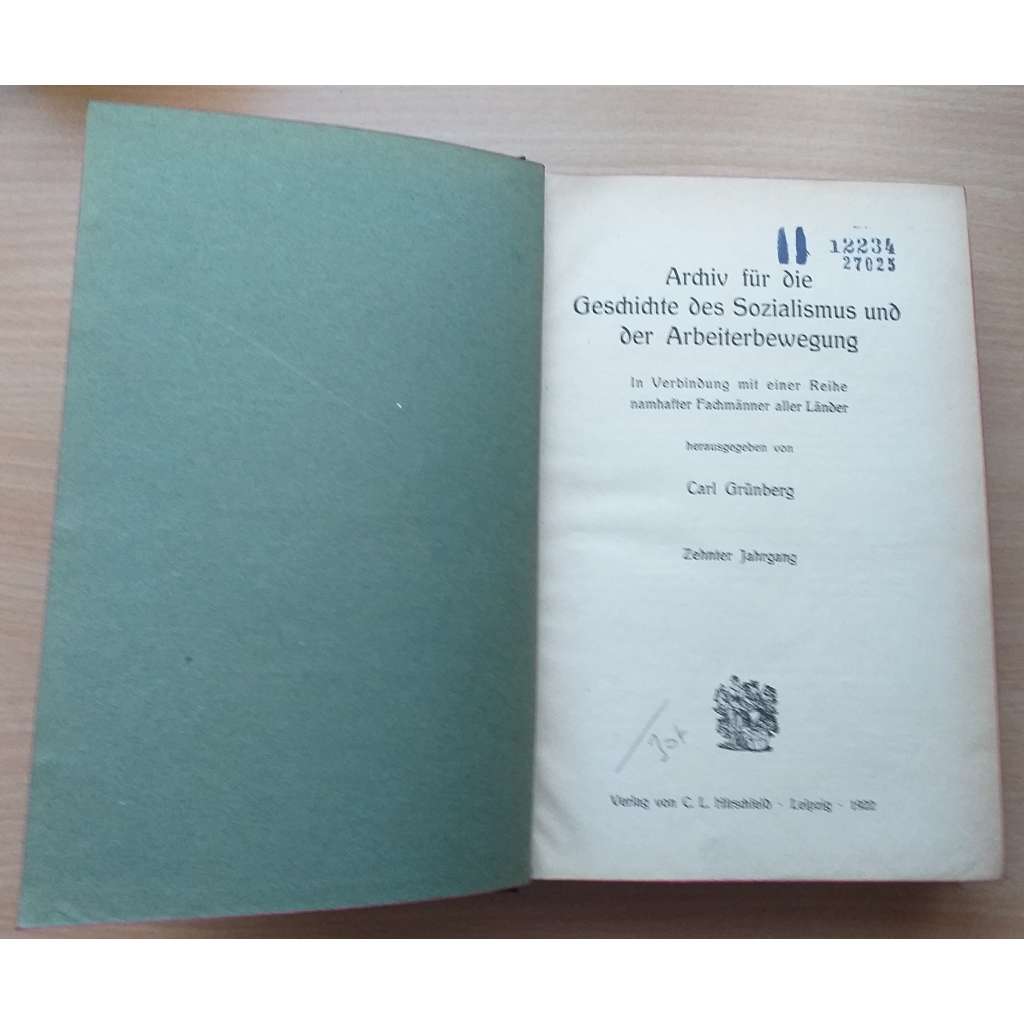 12234
27025
Archiv für die
Geschichte des Sozialismus und
der Arbeiterbewegung
In Verbindung mit einer Reihe
namhafter Fachmänner aller Länder
herausgegeben von
Carl Grünberg
Zehnter Jahrgang
Verlag von C. L. Hirschfeld - Leipzig - 1922